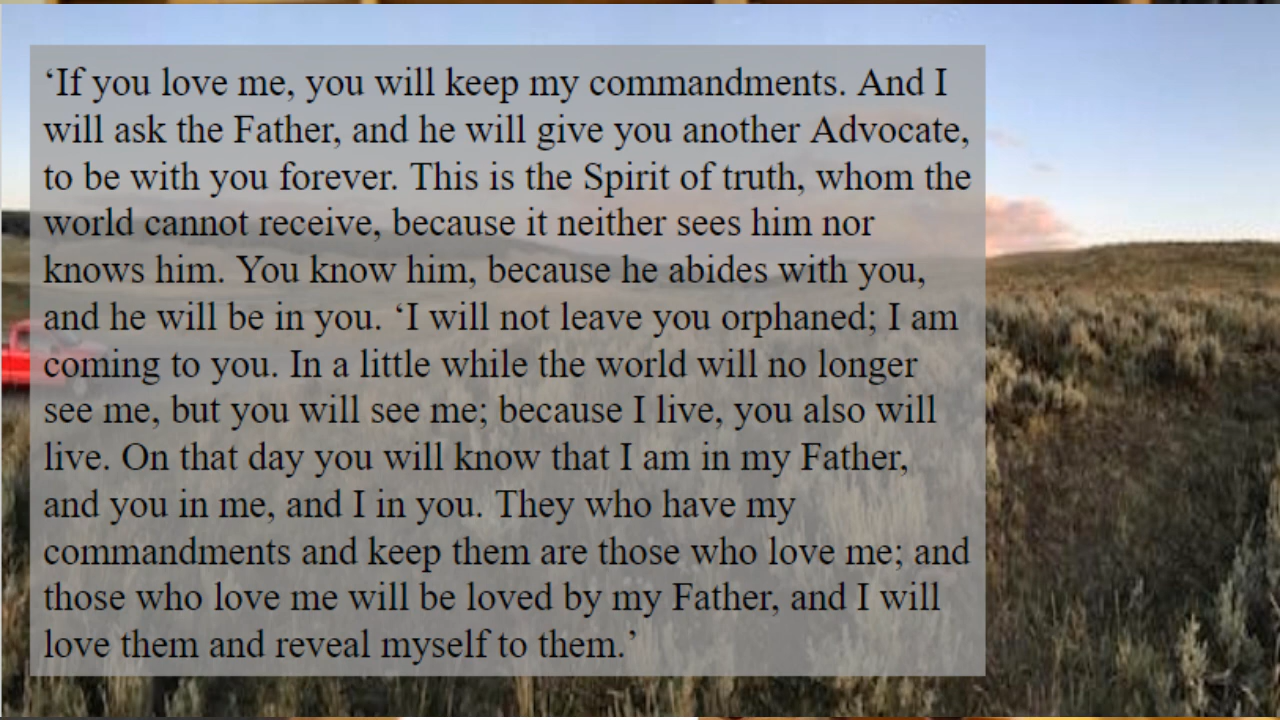 ‘If you love me, you will keep my commandments. And I
will ask the Father, and he will give you another Advocate,
to be with you forever. This is the Spirit of truth, whom the
world cannot receive, because it neither sees him nor
knows him. You know him, because he abides with you,
and he will be in you. ‘I will not leave you orphaned; I am
coming to you. In a little while the world will no longer
see me, but you will see me; because I live, you also will
live. On that day you will know that I am in my Father,
and you in me, and I in you. They who have my
commandments and keep them are those who love me; and
those who love me will be loved by my Father, and I will
love them and reveal myself to them.’